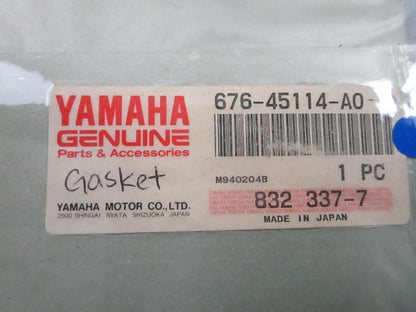 YAMAHA
GENUINE
Parts & Accessories
Gasket
YAMAHA MOTOR CO., LTD.
2500 SHINGAI IWATA SHIZUOKA JAPAN
676-45114-A0
M940204B
1 PC
832 337-7
MADE IN JAPAN